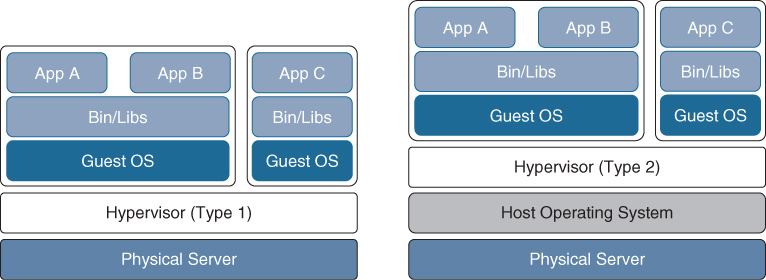 App A
App B
Bin/Libs
Guest OS
App C
Bin/Libs
Guest OS
Hypervisor (Type 1)
Physical Server
App A
App B
Bin/Libs
Guest OS
App C
Bin/Libs
Guest OS
Hypervisor (Type 2)
Host Operating System
Physical Server